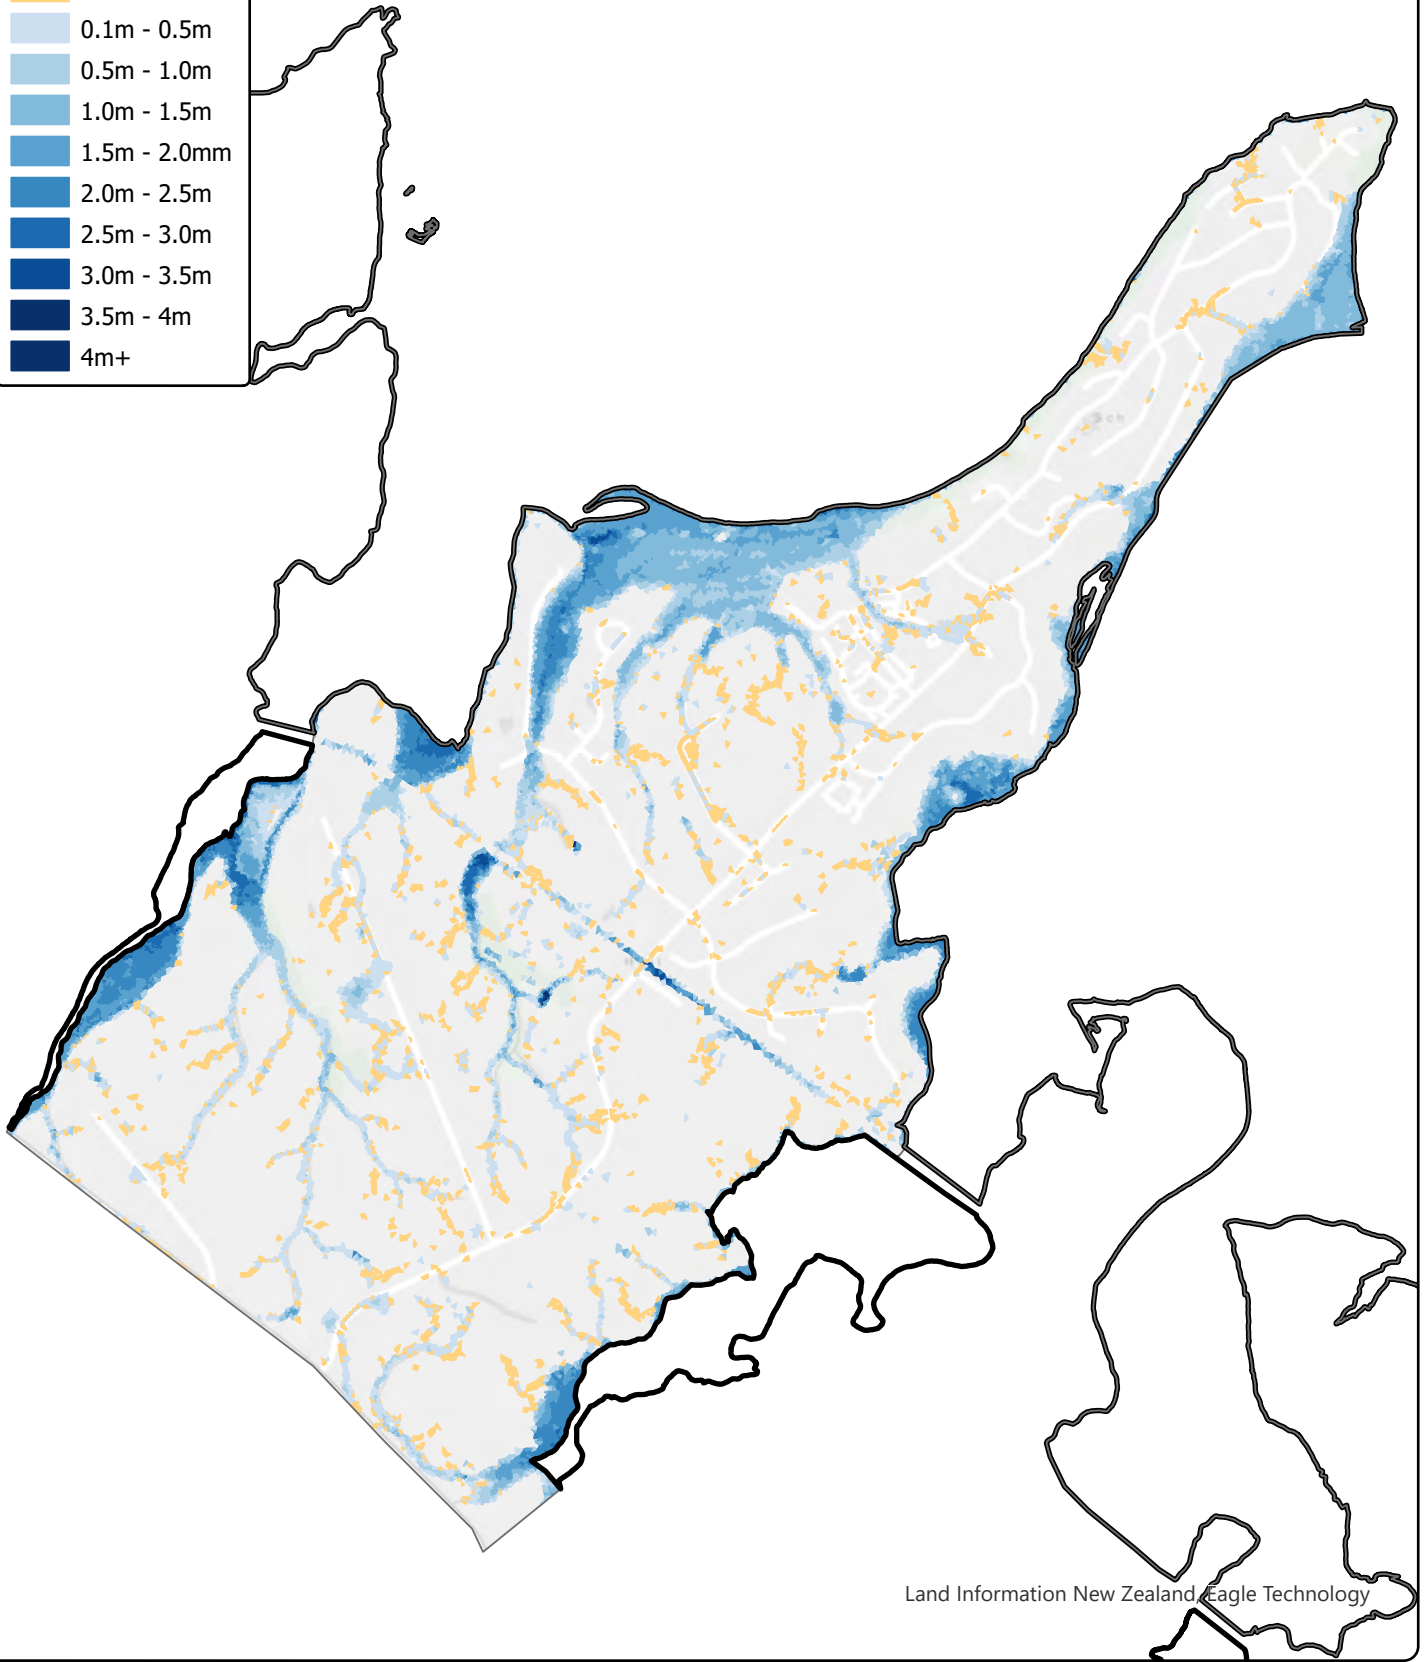 0.1m - 0.5m
0.5m - 1.0m
1.0m - 1.5m
1.5m - 2.0mm
2.0m - 2.5m
2.5m - 3.0m
3.0m - 3.5m
3.5m - 4m
4m+
Sch
Land Information New Zealand, Eagle Technology